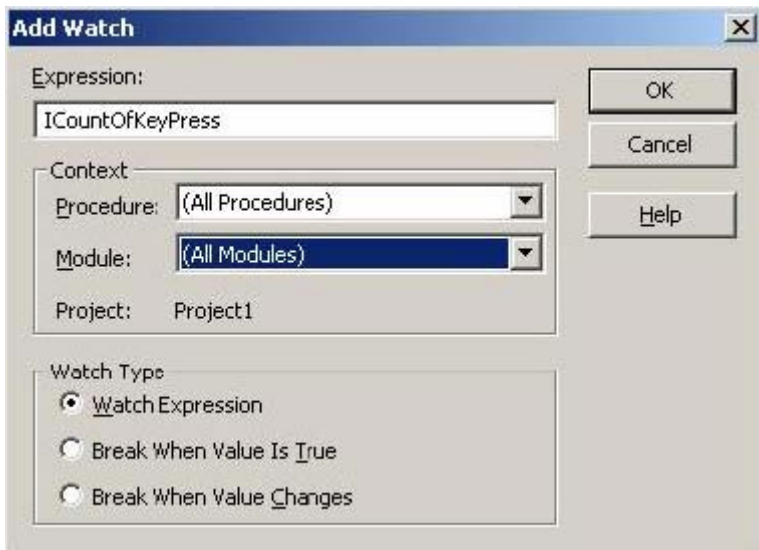 Add Watch
Expression:
ICountOfKeyPress
OK
Cancel
Help
Context
Procedure: (All Procedures)
Module: (All Modules)
Project: Project1
Watch Type
Watch Expression
Break When Value Is True
Break When Value Changes